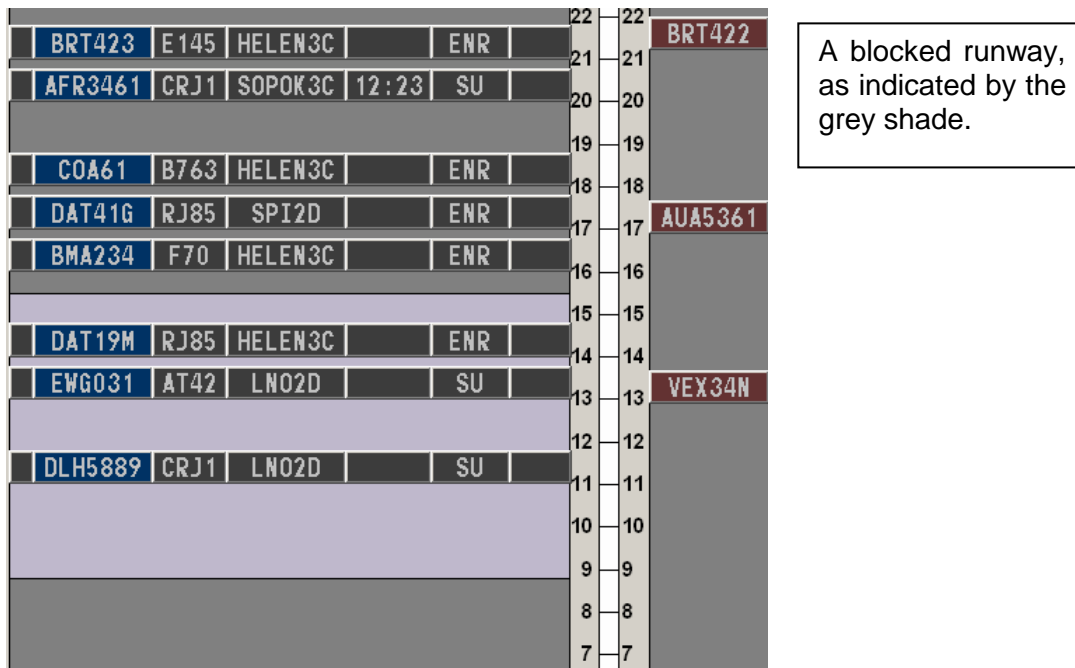 22 22
BRT423 E145 HELEN3C ENR
BRT422
21 21
AFR3461 CRJ1 SOPOK3C 12:23 SU
20 20
19 19
COA61 B763 HELEN3C ENR
18 18
DAT41G RJ85 SPI2D ENR
17 17 AUA5361
BMA234 F70 HELEN3C ENR
16 16
15 15
DAT19M RJ85 HELEN3C ENR
14 14
EWG031 AT42 LNO2D SU
13 13 VEX34N
12 12
DLH5889 CRJ1 LNO2D SU
11 11
10 10
9 9
8 8
7 7
A blocked runway,
as indicated by the
grey shade.